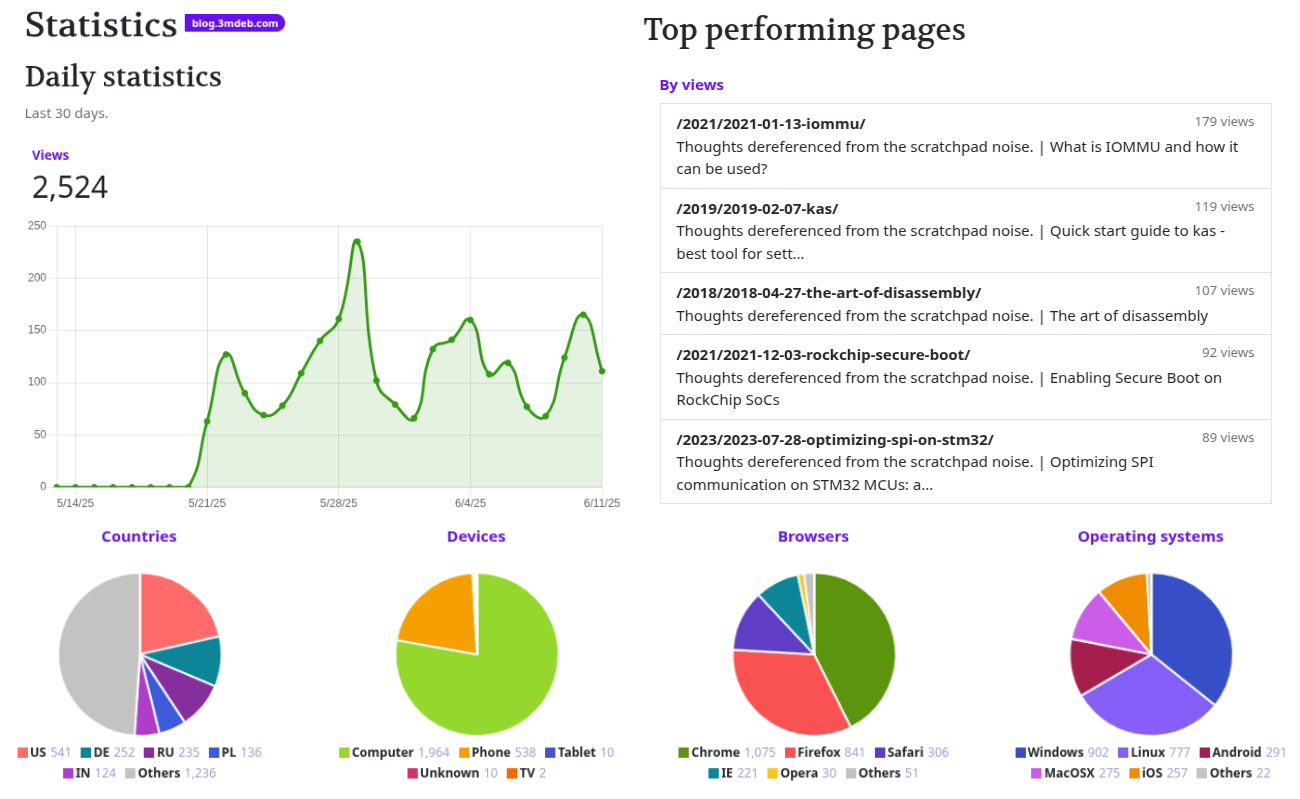 Statistics
blog.3mdeb.com
Daily statistics
Last 30 days.
Views
2,524
250
200
150
100
50
0
5/14/25
5/21/25
5/28/25
6/4/25
6/11/25
Top performing pages
By views
/2021/2021-01-13-iommu/
179 views
Thoughts dereferenced from the scratchpad noise. | What is IOMMU and how it
can be used?
/2019/2019-02-07-kas/
119 views
Thoughts dereferenced from the scratchpad noise. | Quick start guide to kas -
best tool for sett...
/2018/2018-04-27-the-art-of-disassembly/
107 views
Thoughts dereferenced from the scratchpad noise. | The art of disassembly
/2021/2021-12-03-rockchip-secure-boot/
92 views
Thoughts dereferenced from the scratchpad noise. | Enabling Secure Boot on
RockChip SoCs
/2023/2023-07-28-optimizing-spi-on-stm32/
89 views
Thoughts dereferenced from the scratchpad noise. | Optimizing SPI
communication on STM32 MCUs: a...
Countries
US 541 DE 252 RU 235 PL 136
IN 124 Others 1,236
Devices
Computer 1,964 Phone 538 Tablet 10
Unknown 10 TV 2
Browsers
Chrome 1,075 Firefox 841 Safari 306
IE 221 Opera 30 Others 51
Operating systems
Windows 902 Linux 777 Android 291
MacOSX 275 iOS 257 Others 22